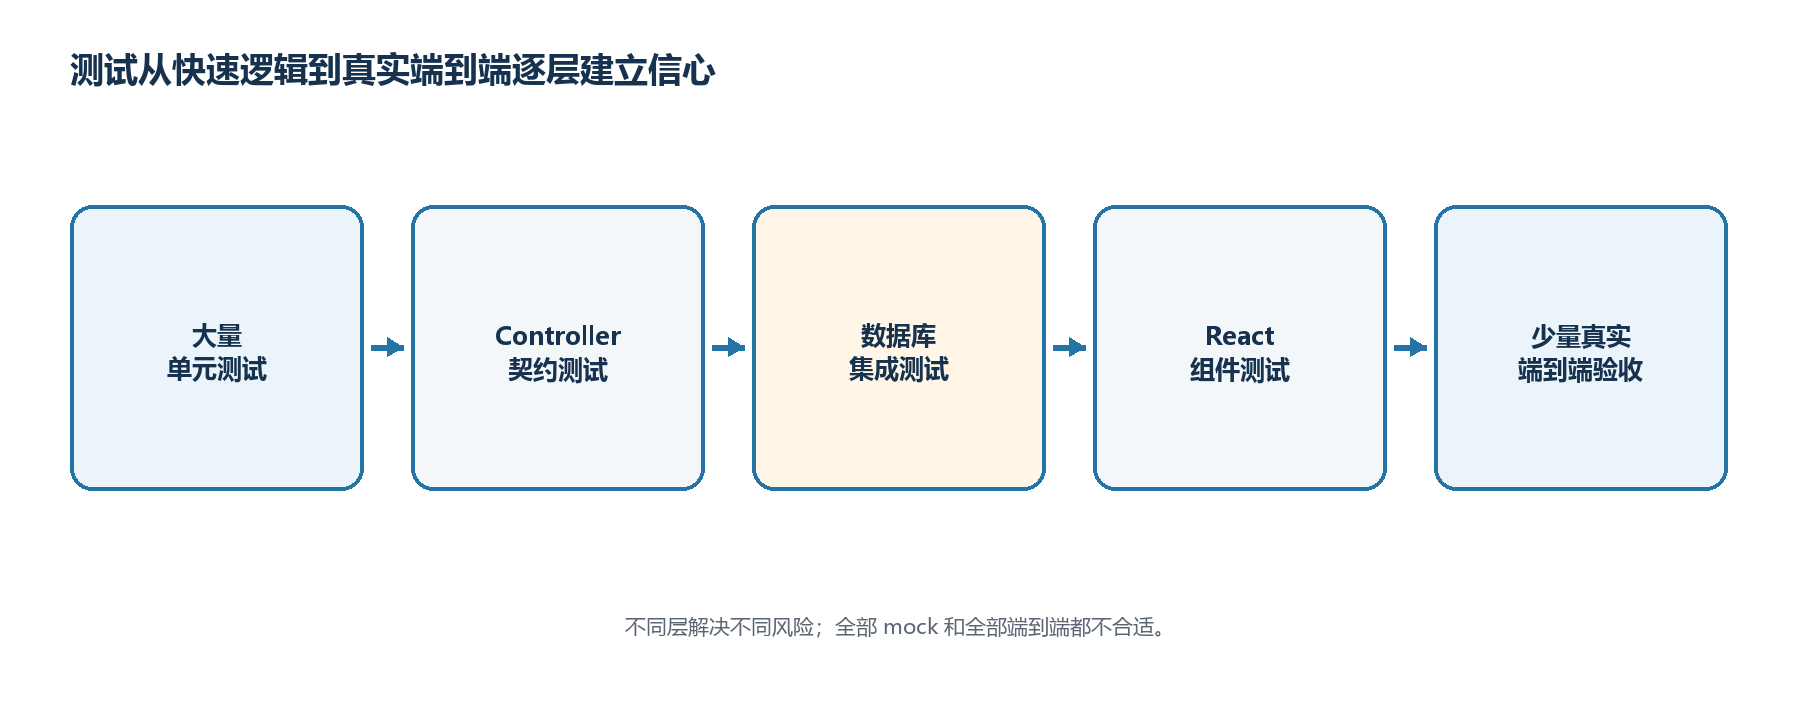 测试从快速逻辑到真实端到端逐层建立信心
大量
单元测试
Controller
契约测试
数据库
集成测试
React
组件测试
少量真实
端到端验收
不同层解决不同风险；全部 mock 和全部端到端都不合适。